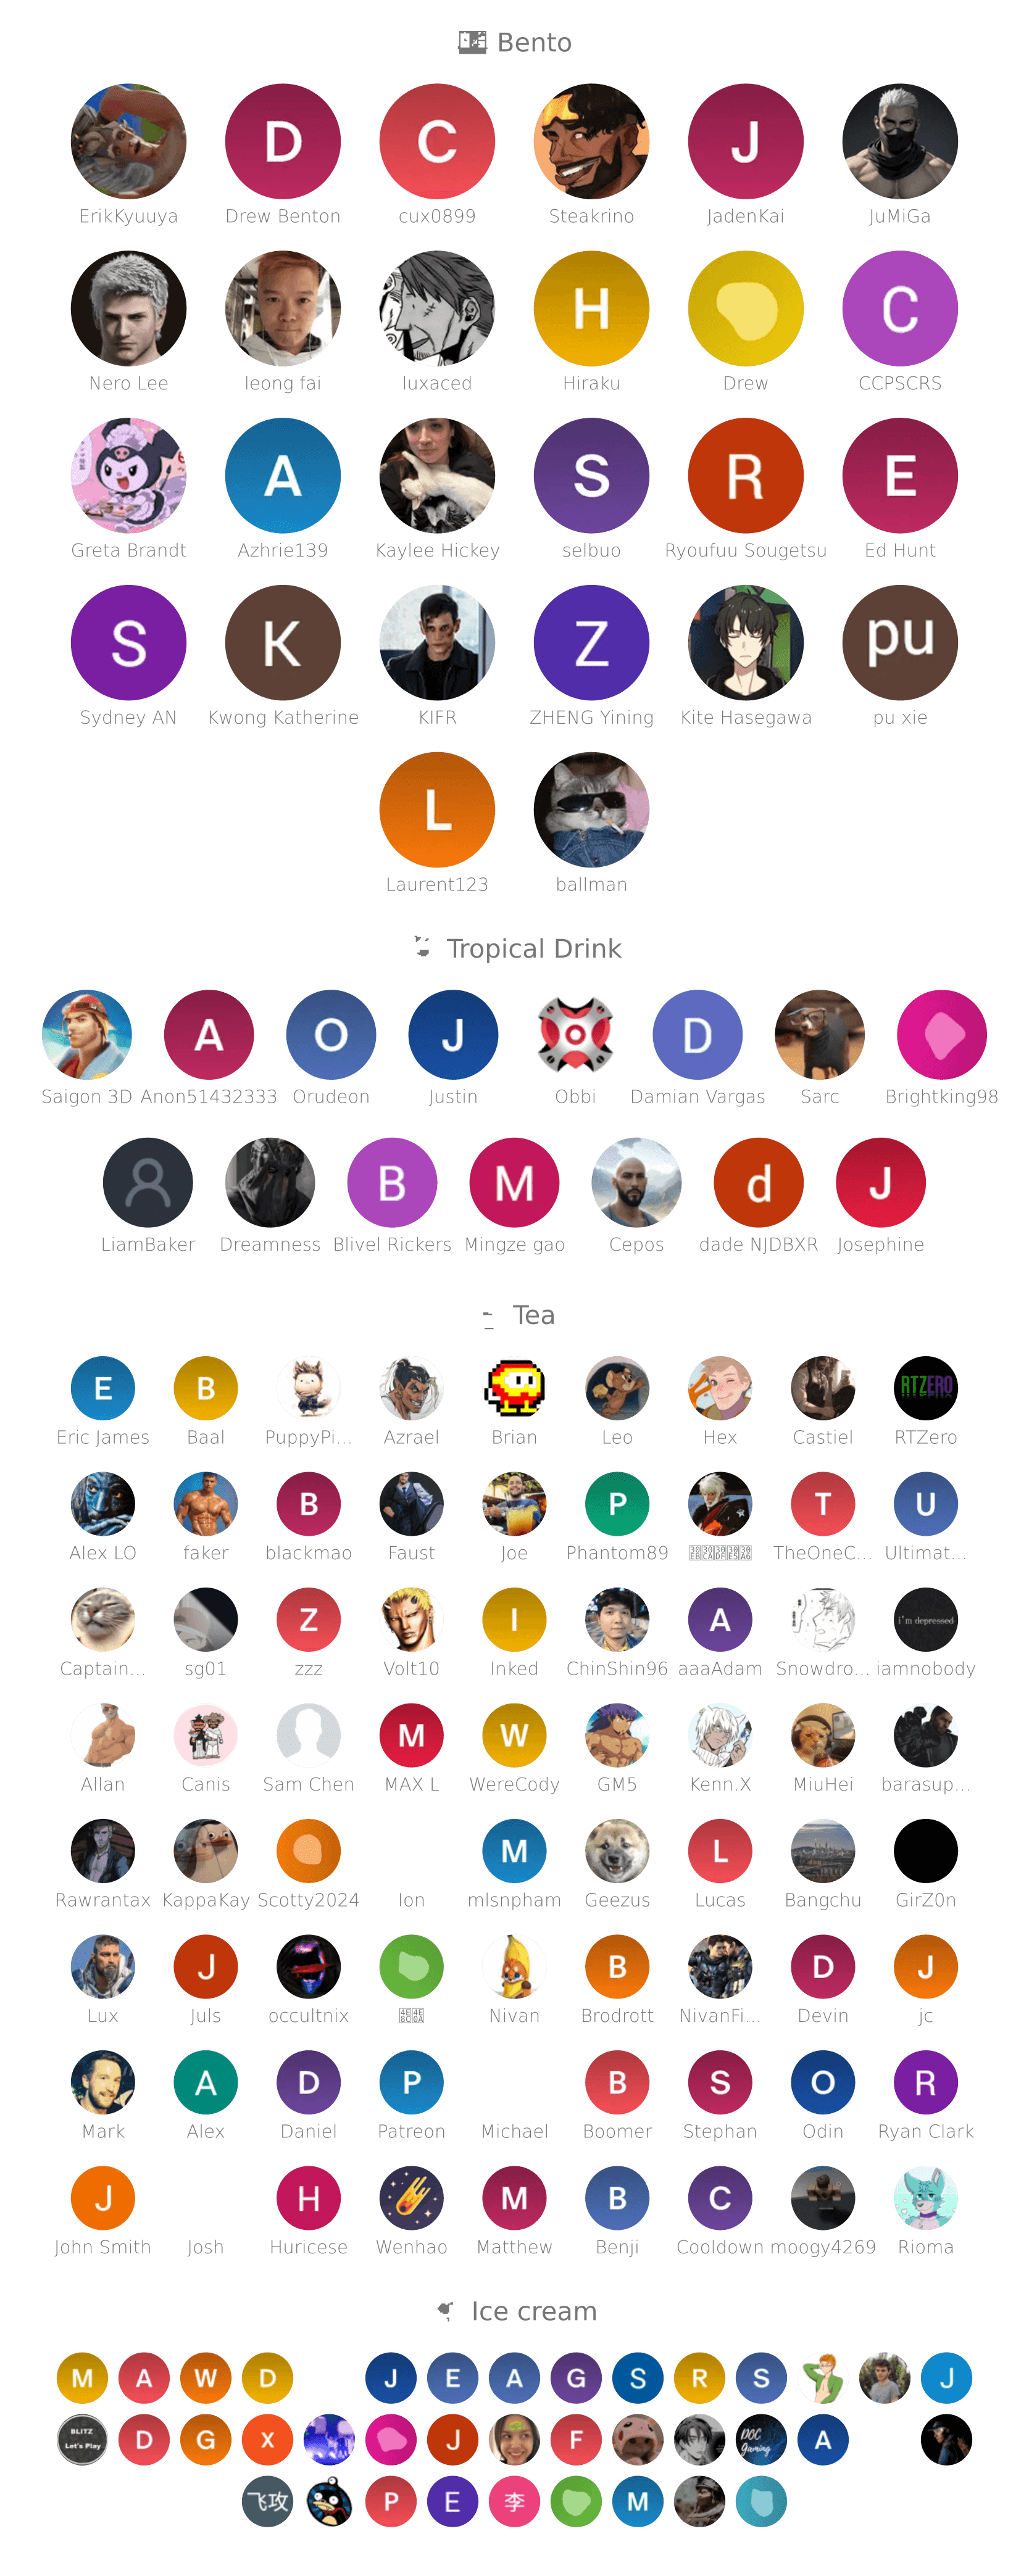 Bento
D C J
ErikKyuuya Drew Benton cux0899 Steakrino JadenKai JuMiGa
H C
Nero Lee leong fai luxaced Hiraku Drew CCPSCRS
A S R E
Greta Brandt Azhrie139 Kaylee Hickey selbuo Ryoufuu Sougetsu Ed Hunt
S K Z pu
Sydney AN Kwong Katherine KIFR ZHENG Yining Kite Hasegawa pu xie
L
Laurent123 ballman
Tropical Drink
A O J D
Saigon 3D Anon51432333 Orudeon Justin Obbi Damian Vargas Sarc Brightking98
B M d J
LiamBaker Dreamness Blivel Rickers Mingze gao Cepos dade NJDBXR Josephine
Tea
E B RTZERO
Eric James Baal PuppyPi... Azrael Brian Leo Hex Castiel RTZero
B P T U
Alex LO faker blackmao Faust Joe Phantom89 TheOneC... Ultimat...
Z I A i'm depressed
Captain... sg01 zzz Volt10 Inked ChinShin96 aaaAdam Snowdro... iamnobody
M W
Allan Canis Sam Chen MAX L WereCody GM5 Kenn.X MiuHei barasup...
M L
Rawrantax KappaKay Scotty2024 Ion mlsnpham Geezus Lucas Bangchu GirZ0n
J B D J
Lux Juls occultnix Nivan Brodrott NivanFi... Devin jc
A D P B S O R
Mark Alex Daniel Patreon Michael Boomer Stephan Odin Ryan Clark
J H M B C
John Smith Josh Huricese Wenhao Matthew Benji Cooldown moogy4269 Rioma
Ice cream
M A W D J E A G S R S J
BLITZ Let's Play D G X J F DOC Gaming A
飞攻 P E 李 M